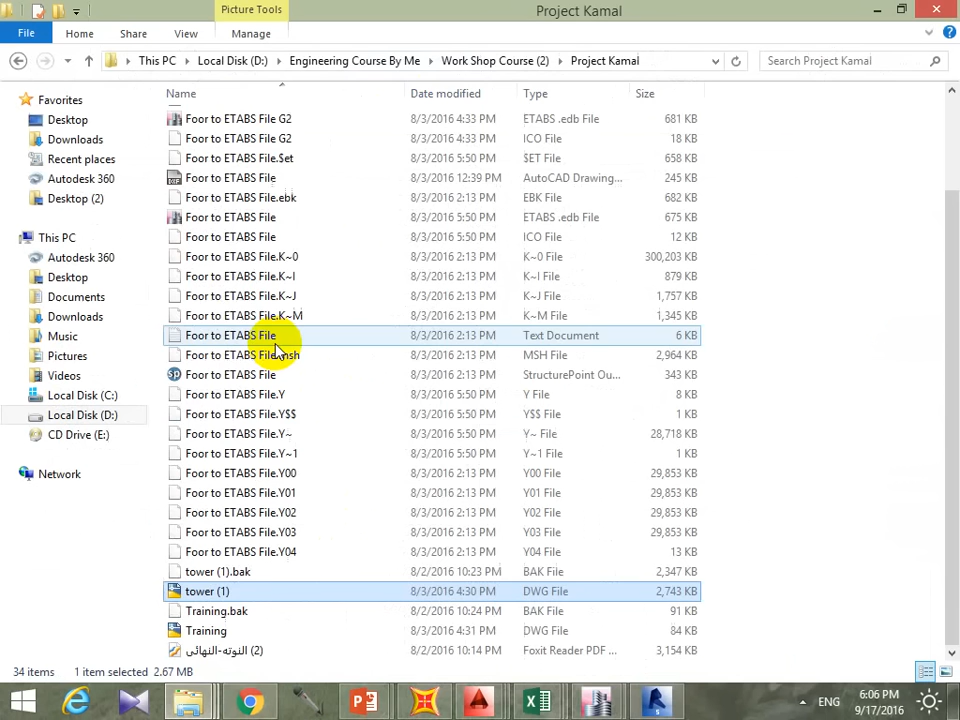 Picture Tools
Project Kamal
File Home Share View Manage
This PC Local Disk (D:) Engineering Course By Me Work Shop Course (2) Project Kamal
Search Project Kamal
Name Date modified Type Size
Favorites
Desktop
Downloads
Recent places
Autodesk 360
Desktop (2)
This PC
Autodesk 360
Desktop
Documents
Downloads
Music
Pictures
Videos
Local Disk (C:)
Local Disk (D:)
CD Drive (E:)
Network
Foor to ETABS File G2 8/3/2016 4:33 PM ETABS .edb File 681 KB
Foor to ETABS File G2 8/3/2016 4:33 PM ICO File 18 KB
Foor to ETABS File.$et 8/3/2016 5:50 PM $ET File 658 KB
Foor to ETABS File 8/3/2016 12:39 PM AutoCAD Drawing... 245 KB
Foor to ETABS File.ebk 8/3/2016 2:13 PM EBK File 682 KB
Foor to ETABS File 8/3/2016 5:50 PM ETABS .edb File 675 KB
Foor to ETABS File 8/3/2016 5:50 PM ICO File 12 KB
Foor to ETABS File.K~0 8/3/2016 2:13 PM K~0 File 300,203 KB
Foor to ETABS File.K~I 8/3/2016 2:13 PM K~I File 879 KB
Foor to ETABS File.K~J 8/3/2016 2:13 PM K~J File 1,757 KB
Foor to ETABS File.K~M 8/3/2016 2:13 PM K~M File 1,345 KB
Foor to ETABS File 8/3/2016 2:13 PM Text Document 6 KB
Foor to ETABS File.msh 8/3/2016 2:13 PM MSH File 2,964 KB
Foor to ETABS File 8/3/2016 2:13 PM StructurePoint Ou... 343 KB
Foor to ETABS File.Y 8/3/2016 2:13 PM Y File 8 KB
Foor to ETABS File.Y$$ 8/3/2016 5:50 PM Y$$ File 1 KB
Foor to ETABS File.Y~ 8/3/2016 5:50 PM Y~ File 28,718 KB
Foor to ETABS File.Y~1 8/3/2016 5:50 PM Y~1 File 1 KB
Foor to ETABS File.Y00 8/3/2016 2:13 PM Y00 File 29,853 KB
Foor to ETABS File.Y01 8/3/2016 2:13 PM Y01 File 29,853 KB
Foor to ETABS File.Y02 8/3/2016 2:13 PM Y02 File 29,853 KB
Foor to ETABS File.Y03 8/3/2016 2:13 PM Y03 File 29,853 KB
Foor to ETABS File.Y04 8/3/2016 2:13 PM Y04 File 13 KB
tower (1).bak 8/2/2016 10:23 PM BAK File 2,347 KB
tower (1) 8/3/2016 4:30 PM DWG File 2,743 KB
Training.bak 8/2/2016 10:24 PM BAK File 91 KB
Training 8/3/2016 4:31 PM DWG File 84 KB
النوته-النهائى (2) 8/2/2016 10:14 PM Foxit Reader PDF ... 3,154 KB
34 items 1 item selected 2.67 MB
ENG 6:06 PM
9/17/2016